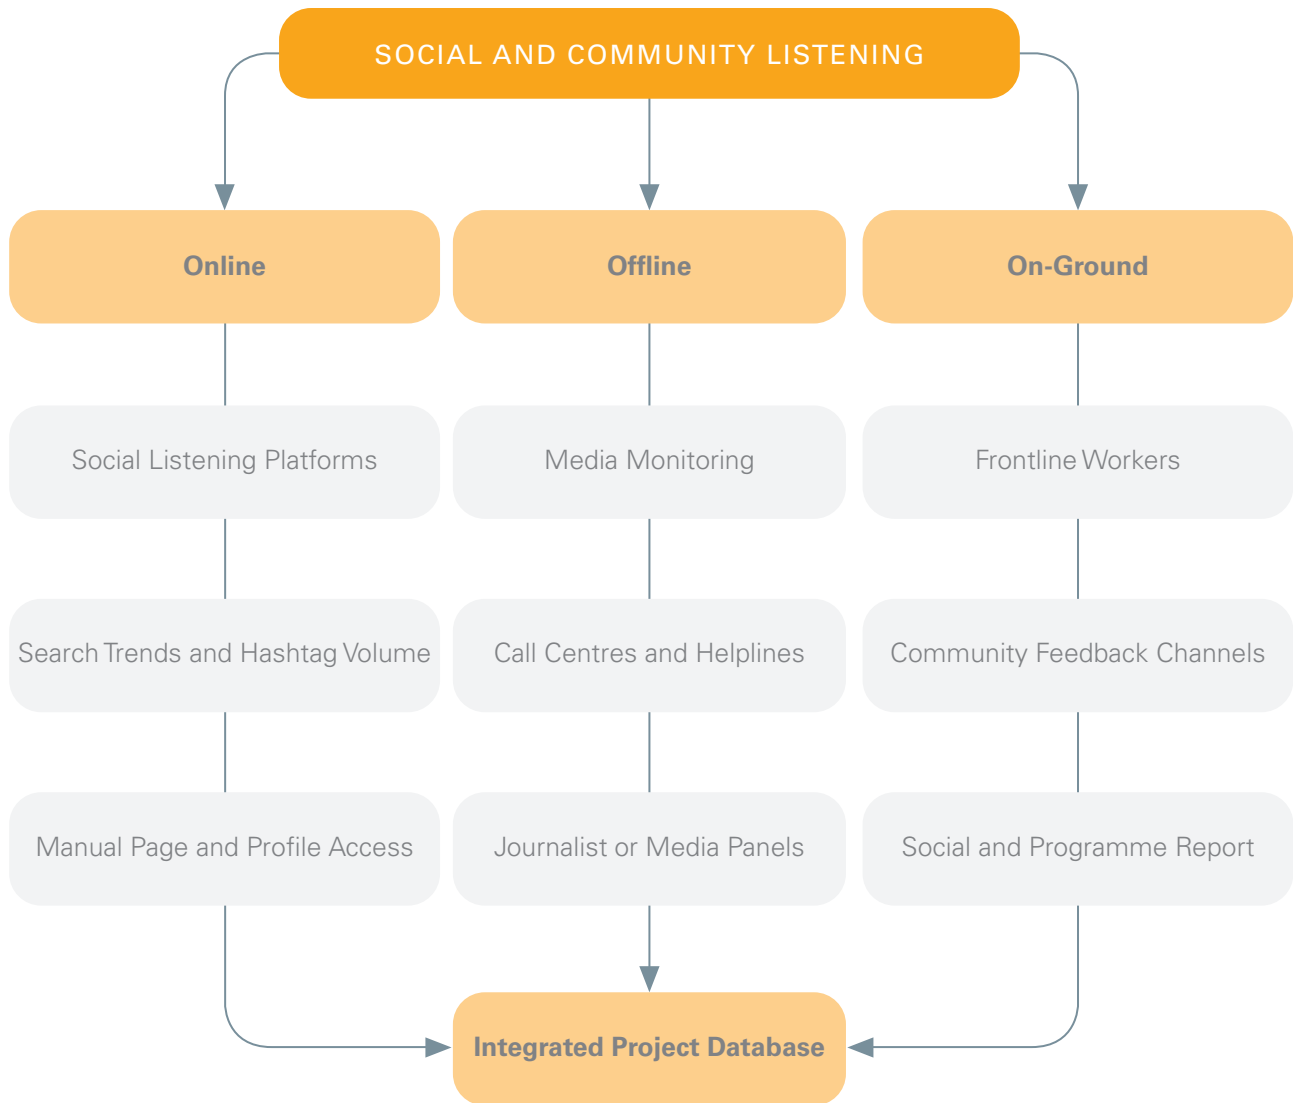 SOCIAL AND COMMUNITY LISTENING
Online
Offline
On-Ground
Social Listening Platforms
Media Monitoring
Frontline Workers
Search Trends and Hashtag Volume
Call Centres and Helplines
Community Feedback Channels
Manual Page and Profile Access
Journalist or Media Panels
Social and Programme Report
Integrated Project Database